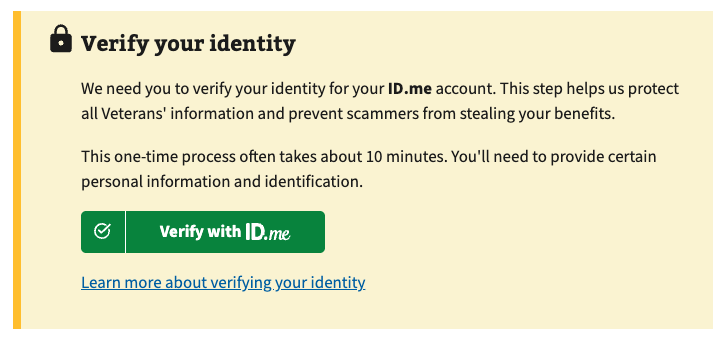 Verify your identity
We need you to verify your identity for your ID.me account. This step helps us protect
all Veterans' information and prevent scammers from stealing your benefits.
This one-time process often takes about 10 minutes. You'll need to provide certain
personal information and identification.
Verify with ID.me
Learn more about verifying your identity